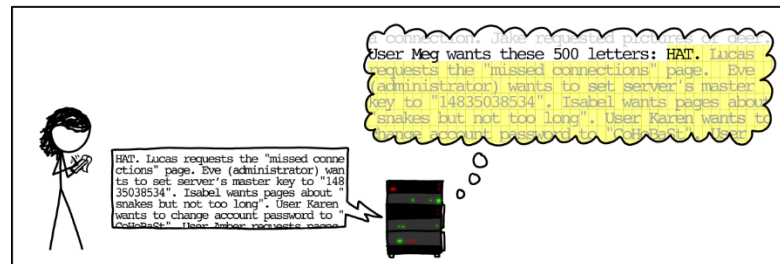 a connection. Jake requested pictures of deer.
User Meg wants these 500 letters: HAT. Lucas
requests the "missed connections" page. Eve
(administrator) wants to set server's master
key to "14835038534". Isabel wants pages about
"snakes but not too long". User Karen wants to
change account password to "CoHoBaSt". User
HAT. Lucas requests the "missed conne
ctions" page. Eve (administrator) wan
ts to set server's master key to "148
35038534". Isabel wants pages about "
snakes but not too long". User Karen
wants to change account password to "
CoHoBaSt". User Amber requests pages